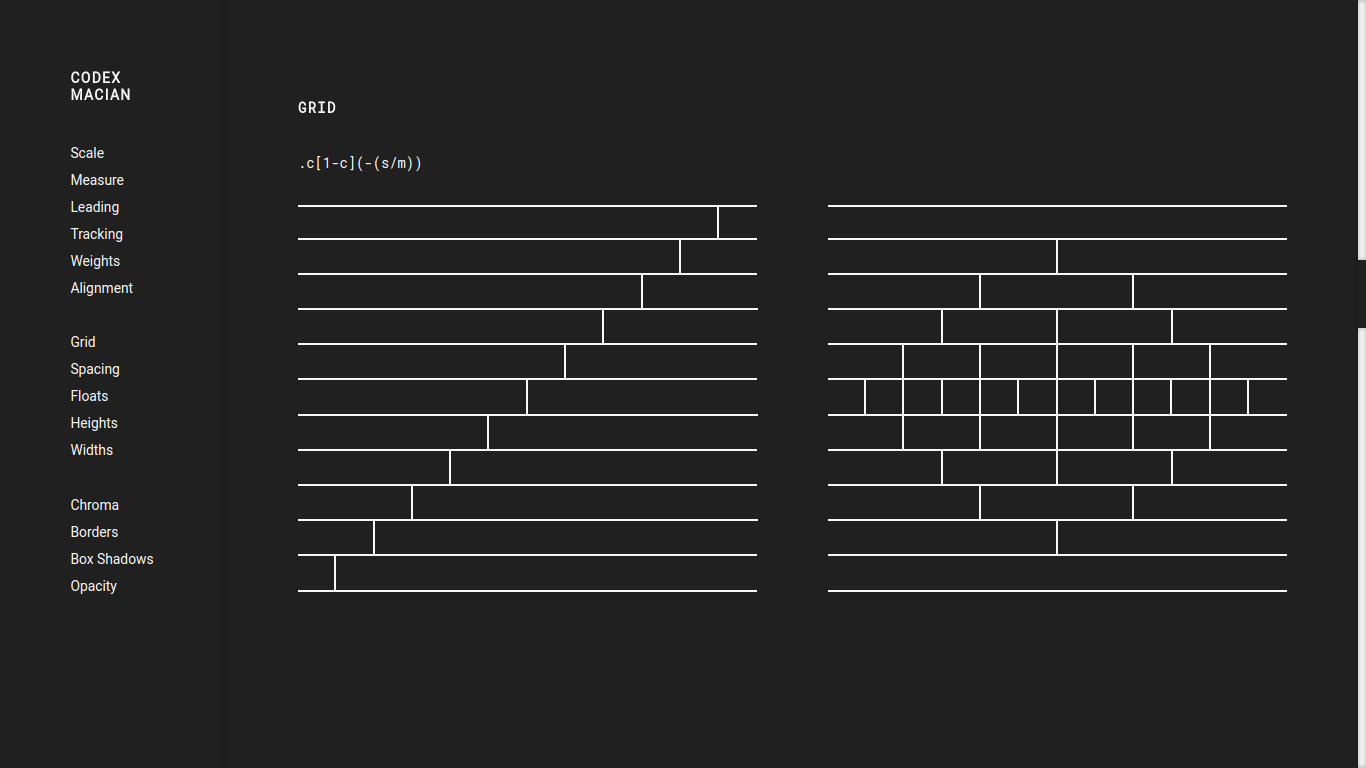 CODEX
MACIAN
Scale
Measure
Leading
Tracking
Weights
Alignment
Grid
Spacing
Floats
Heights
Widths
Chroma
Borders
Box Shadows
Opacity
GRID
.c[1-c](-(s/m))